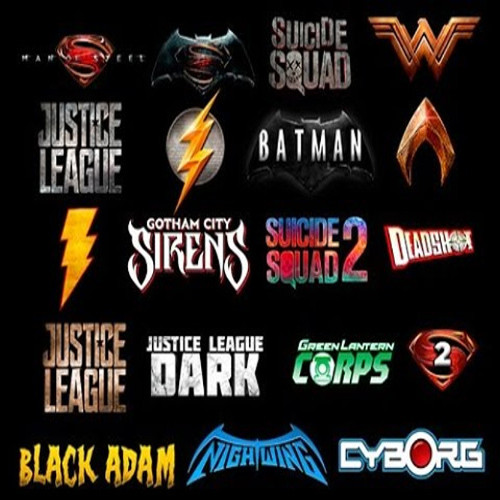 MAN OF STEEL
SUICIDE
SQUAD
JUSTICE
LEAGUE
BATMAN
GOTHAM CITY
SIRENS
SUICIDE
SQUAD 2
DEADSHOT
JUSTICE
LEAGUE
JUSTICE LEAGUE
DARK
GREEN LANTERN
CORPS
2
BLACK ADAM
NIGHTWING
CYBORG